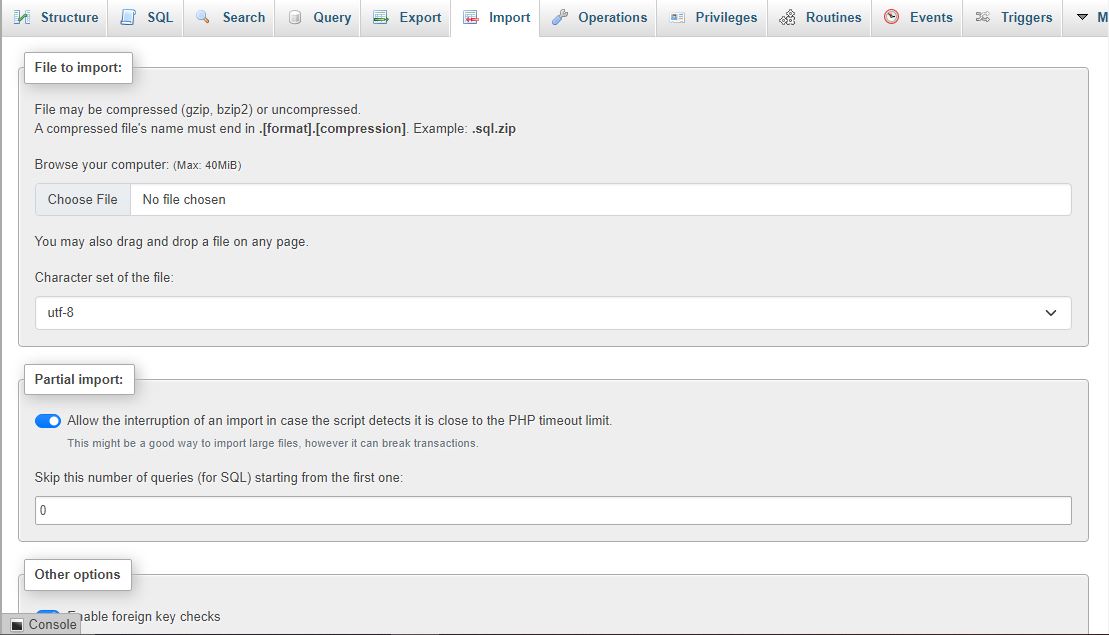 Structure SQL Search Query Export Import Operations Privileges Routines Events Triggers M
File to import:
File may be compressed (gzip, bzip2) or uncompressed.
A compressed file's name must end in .[format].[compression]. Example: .sql.zip
Browse your computer: (Max: 40MiB)
Choose File No file chosen
You may also drag and drop a file on any page.
Character set of the file:
utf-8
Partial import:
Allow the interruption of an import in case the script detects it is close to the PHP timeout limit.
This might be a good way to import large files, however it can break transactions.
Skip this number of queries (for SQL) starting from the first one:
0
Other options
Enable foreign key checks
Console